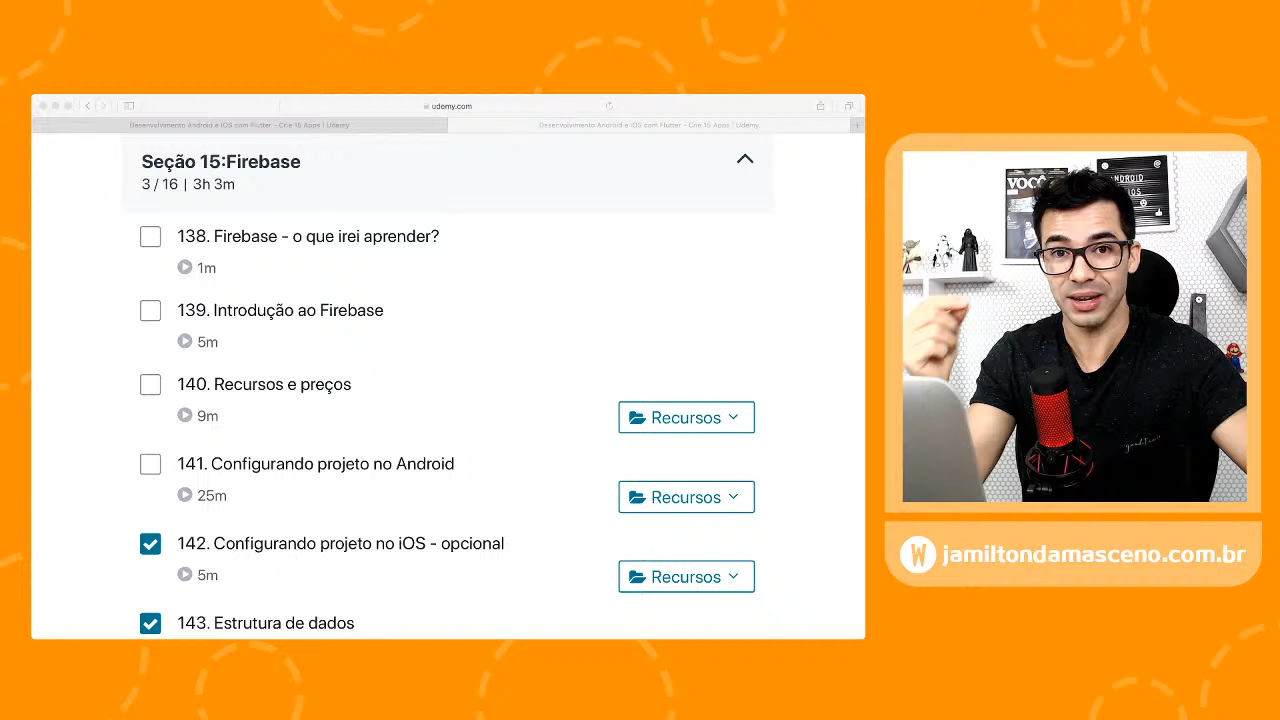 udemy.com
Desenvolvimento Android e IOS com Flutter - Crie 15 Apps | Udemy
Desenvolvimento Android e IOS com Flutter - Crie 15 Apps | Udemy
Seção 15:Firebase
3 / 16 | 3h 3m
138. Firebase - o que irei aprender?
1m
139. Introdução ao Firebase
5m
140. Recursos e preços
9m
Recursos
141. Configurando projeto no Android
25m
Recursos
142. Configurando projeto no iOS - opcional
5m
Recursos
143. Estrutura de dados
VOCÊ
ANDROID
IOS
W jamiltondamasceno.com.br